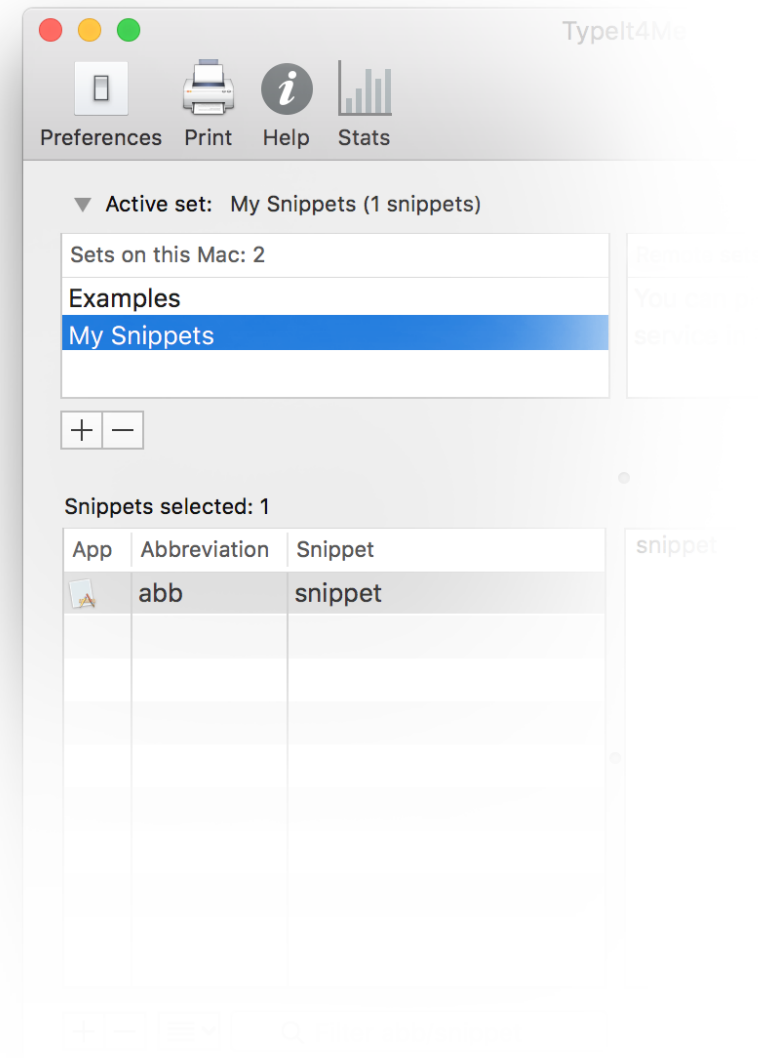 TypeIt4Me
Preferences Print Help Stats
Active set: My Snippets (1 snippets)
Sets on this Mac: 2
Examples
My Snippets
Snippets selected: 1
App Abbreviation Snippet
snippet
abb snippet